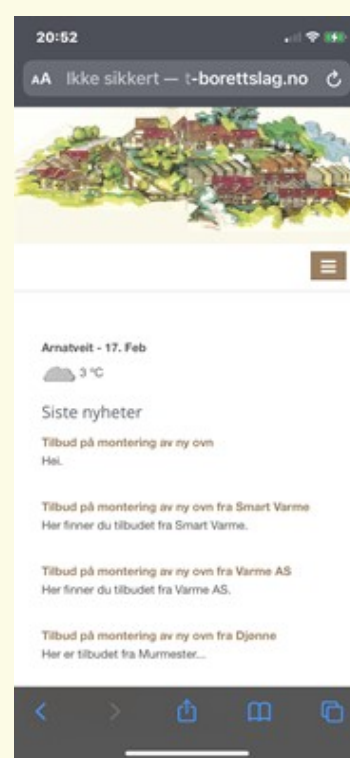 20:52
AA Ikke sikkert — t-borettslag.no
Arnatveit - 17. Feb
3 °C
Siste nyheter
Tilbud på montering av ny ovn
Hei.
Tilbud på montering av ny ovn fra Smart Varme
Her finner du tilbudet fra Smart Varme.
Tilbud på montering av ny ovn fra Varme AS
Her finner du tilbudet fra Varme AS.
Tilbud på montering av ny ovn fra Djønne
Her er tilbudet fra Murmester...